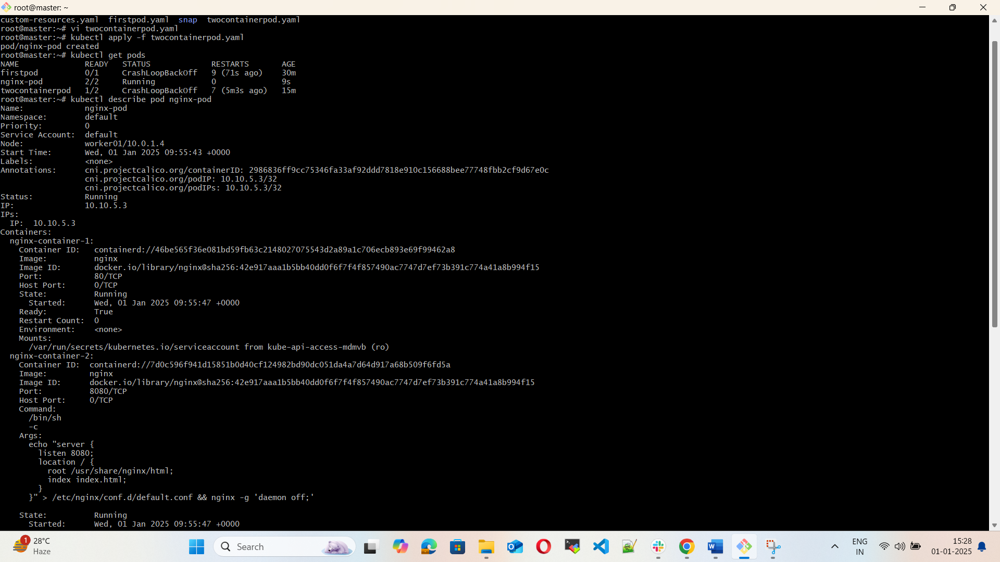 root@master: ~
custom-resources.yaml  firstpod.yaml  snap  twocontainerpod.yaml
root@master:~# vi twocontainerpod.yaml
root@master:~# kubectl apply -f twocontainerpod.yaml
pod/nginx-pod created
root@master:~# kubectl get pods
NAME              READY   STATUS             RESTARTS       AGE
firstpod          0/1     CrashLoopBackOff   9 (71s ago)    30m
nginx-pod         2/2     Running            0              9s
twocontainerpod   1/2     CrashLoopBackOff   7 (5m3s ago)   15m
root@master:~# kubectl describe pod nginx-pod
Name:             nginx-pod
Namespace:        default
Priority:         0
Service Account:  default
Node:             worker01/10.0.1.4
Start Time:       Wed, 01 Jan 2025 09:55:43 +0000
Labels:           <none>
Annotations:      cni.projectcalico.org/containerID: 2986836ff9cc75346fa33af92ddd7818e910c156688bee77748fbb2cf9d67e0c
                  cni.projectcalico.org/podIP: 10.10.5.3/32
                  cni.projectcalico.org/podIPs: 10.10.5.3/32
Status:           Running
IP:               10.10.5.3
IPs:
  IP:  10.10.5.3
Containers:
  nginx-container-1:
    Container ID:   containerd://46be565f36e081bd59fb63c2148027075543d2a89a1c706ecb893e69f99462a8
    Image:          nginx
    Image ID:       docker.io/library/nginx@sha256:42e917aaa1b5bb40dd0f6f7f4f857490ac7747d7ef73b391c774a41a8b994f15
    Port:           80/TCP
    Host Port:      0/TCP
    State:          Running
      Started:      Wed, 01 Jan 2025 09:55:47 +0000
    Ready:          True
    Restart Count:  0
    Environment:    <none>
    Mounts:
      /var/run/secrets/kubernetes.io/serviceaccount from kube-api-access-mdmvb (ro)
  nginx-container-2:
    Container ID:  containerd://7d0c596f941d15851b0d40cf124982bd90dc051da4a7d64d917a68b509f6fd5a
    Image:         nginx
    Image ID:      docker.io/library/nginx@sha256:42e917aaa1b5bb40dd0f6f7f4f857490ac7747d7ef73b391c774a41a8b994f15
    Port:          8080/TCP
    Host Port:     0/TCP
    Command:
      /bin/sh
      -c
    Args:
      echo "server {
        listen 8080;
        location / {
          root /usr/share/nginx/html;
          index index.html;
        }
      }" > /etc/nginx/conf.d/default.conf && nginx -g 'daemon off;'
    State:          Running
      Started:      Wed, 01 Jan 2025 09:55:47 +0000
1
28°C
Haze
Search
ENG
IN
15:28
01-01-2025